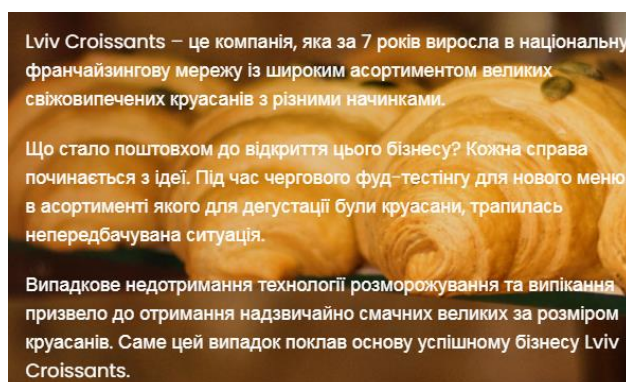 Lviv Croissants – це компанія, яка за 7 років виросла в національну
франчайзингову мережу із широким асортиментом великих
свіжовипечених круасанів з різними начинками.
Що стало поштовхом до відкриття цього бізнесу? Кожна справа
починається з ідеї. Під час чергового фуд-тестінгу для нового меню
в асортименті якого для дегустації були круасани, трапилась
непередбачувана ситуація.
Випадкове недотримання технології розморожування та випікання
призвело до отримання надзвичайно смачних великих за розміром
круасанів. Саме цей випадок поклав основу успішному бізнесу Lviv
Croissants.